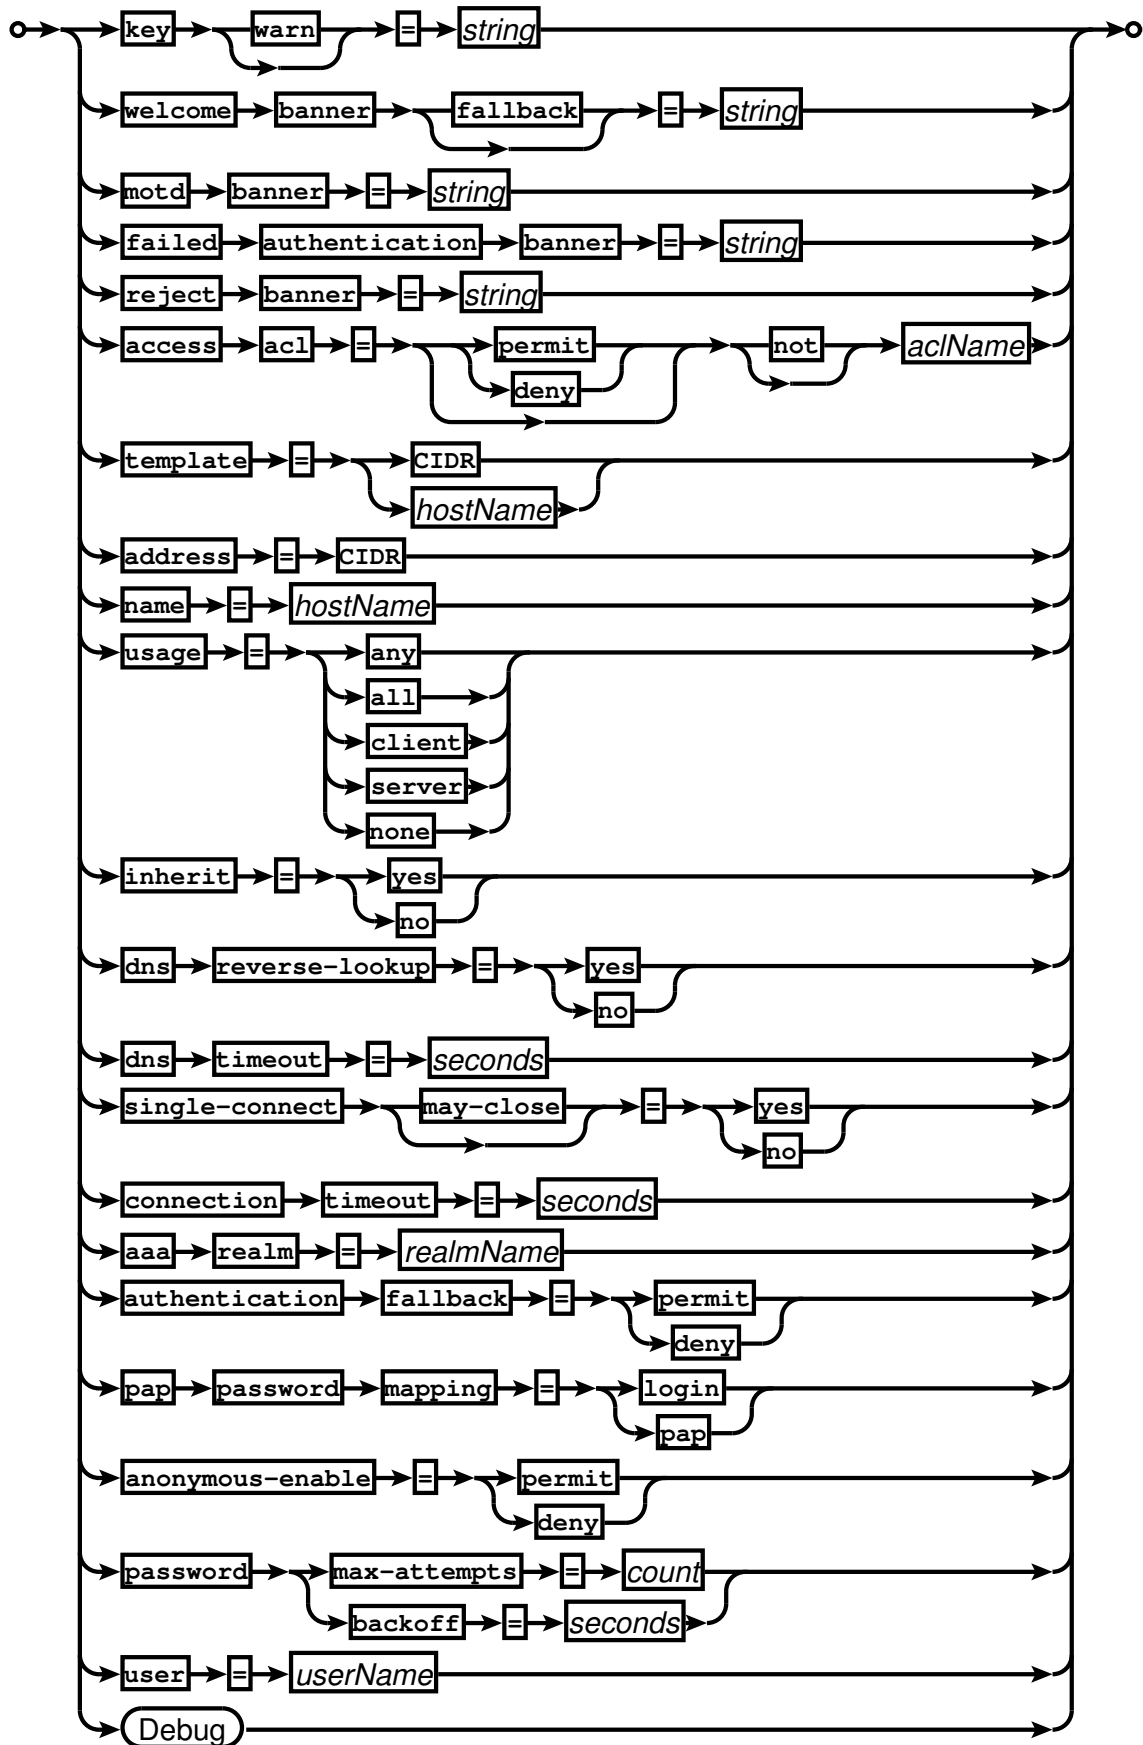 key warn = string
welcome banner fallback = string
motd banner = string
failed authentication banner = string
reject banner = string
access acl = permit not aclName
deny
template = CIDR
hostName
address = CIDR
name = hostName
usage = any
all
client
server
none
inherit = yes
no
dns reverse-lookup = yes
no
dns timeout = seconds
single-connect may-close = yes
no
connection timeout = seconds
aaa realm = realmName
authentication fallback = permit
deny
pap password mapping = login
pap
anonymous-enable = permit
deny
password max-attempts = count
backoff = seconds
user = userName
Debug